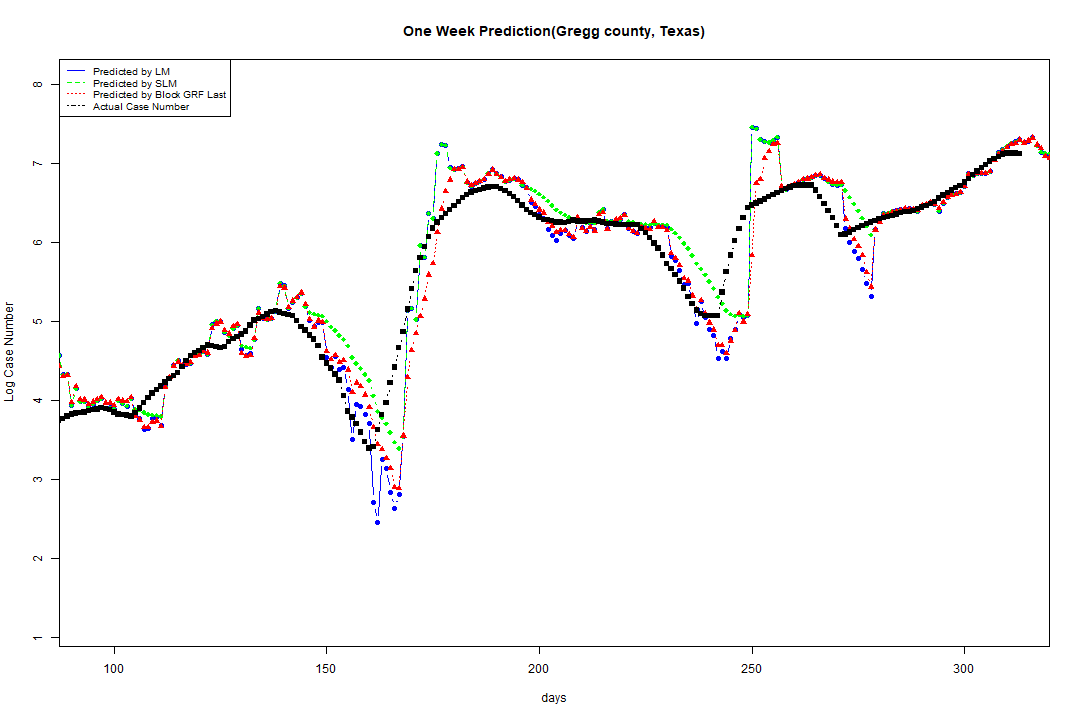 One Week Prediction(Gregg county, Texas)
Predicted by LM
Predicted by SLM
Predicted by Block GRF Last
Actual Case Number
Log Case Number
8
7
6
5
4
3
2
1
100 150 200 250 300
days